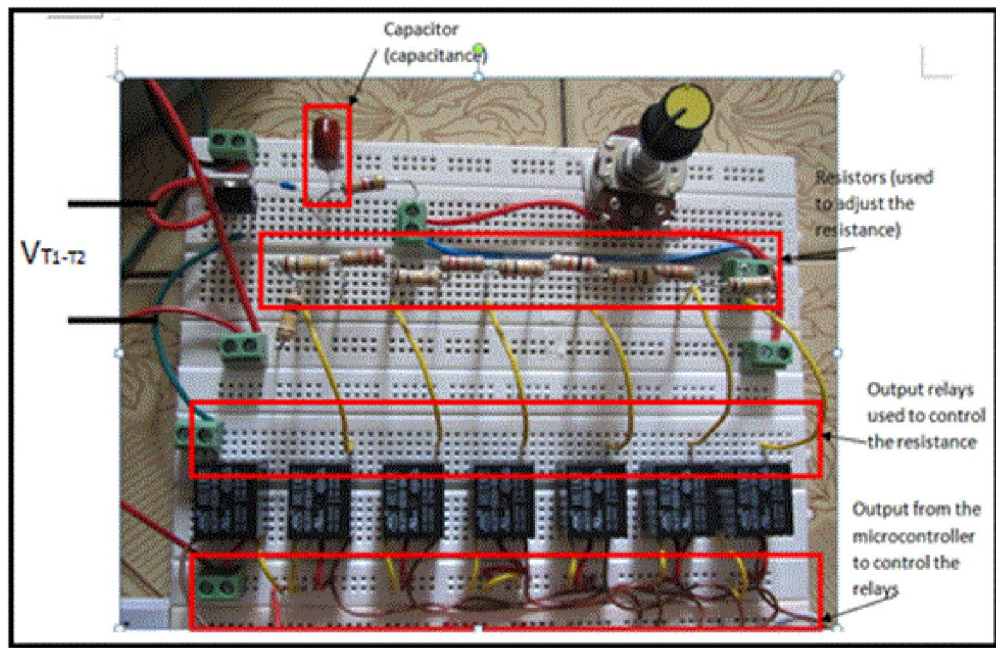 Capacitor
(capacitance)
Resistors (used
to adjust the
resistance)
VT1-T2
Output relays
used to control
the resistance
Output from the
microcontroller
to control the
relays